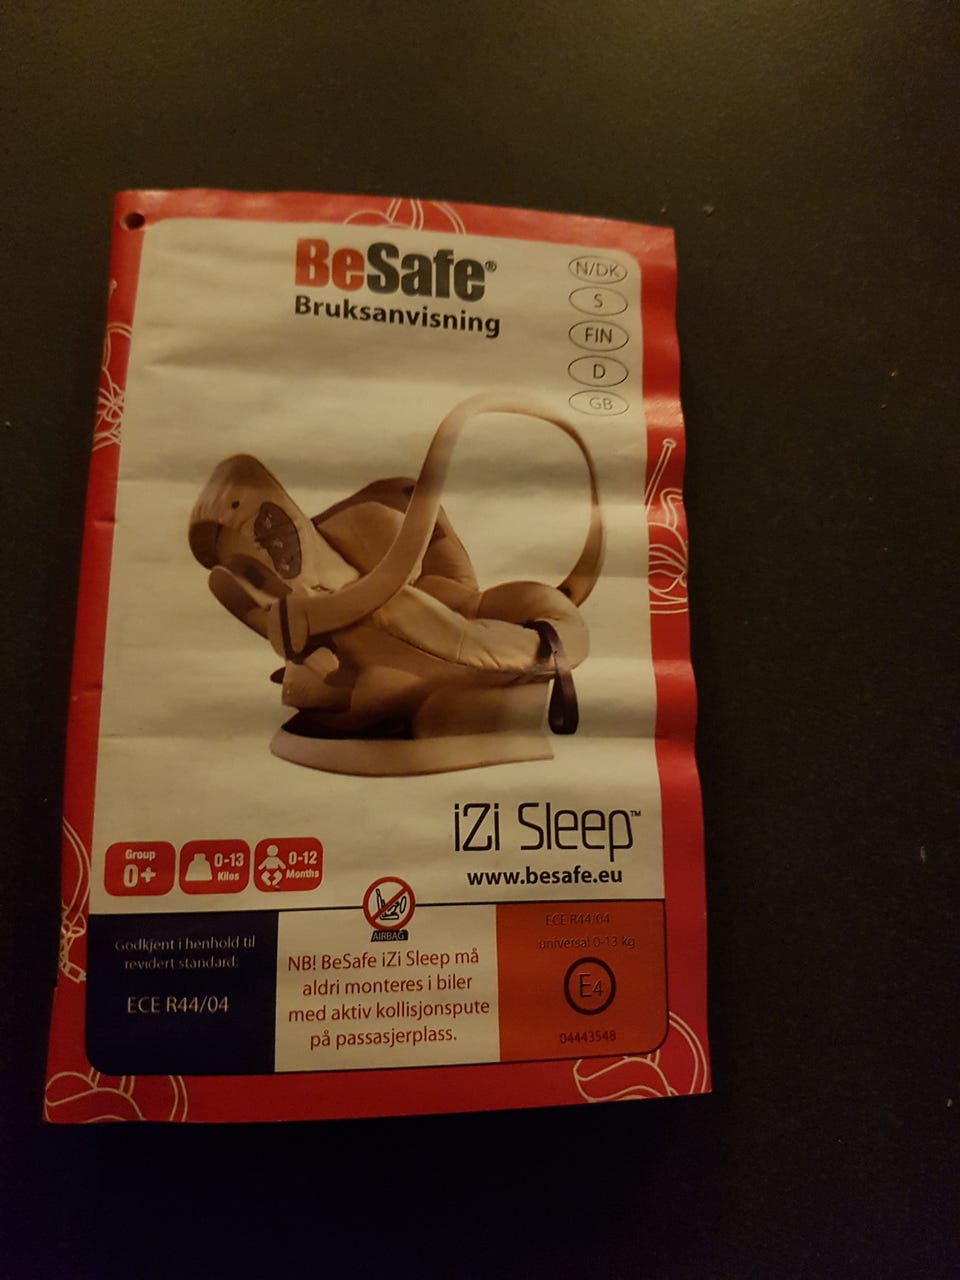 BeSafe®
Bruksanvisning
N/DK
S
FIN
D
GB
iZi Sleep™
www.besafe.eu
Group
0+
0-13
Kilos
0-12
Months
AIRBAG
Godkjent i henhold til
revidert standard:
ECE R44/04
NB! BeSafe iZi Sleep må
aldri monteres i biler
med aktiv kollisjonspute
på passasjerplass.
ECE R44/04
universal 0-13 kg
E4
04443548